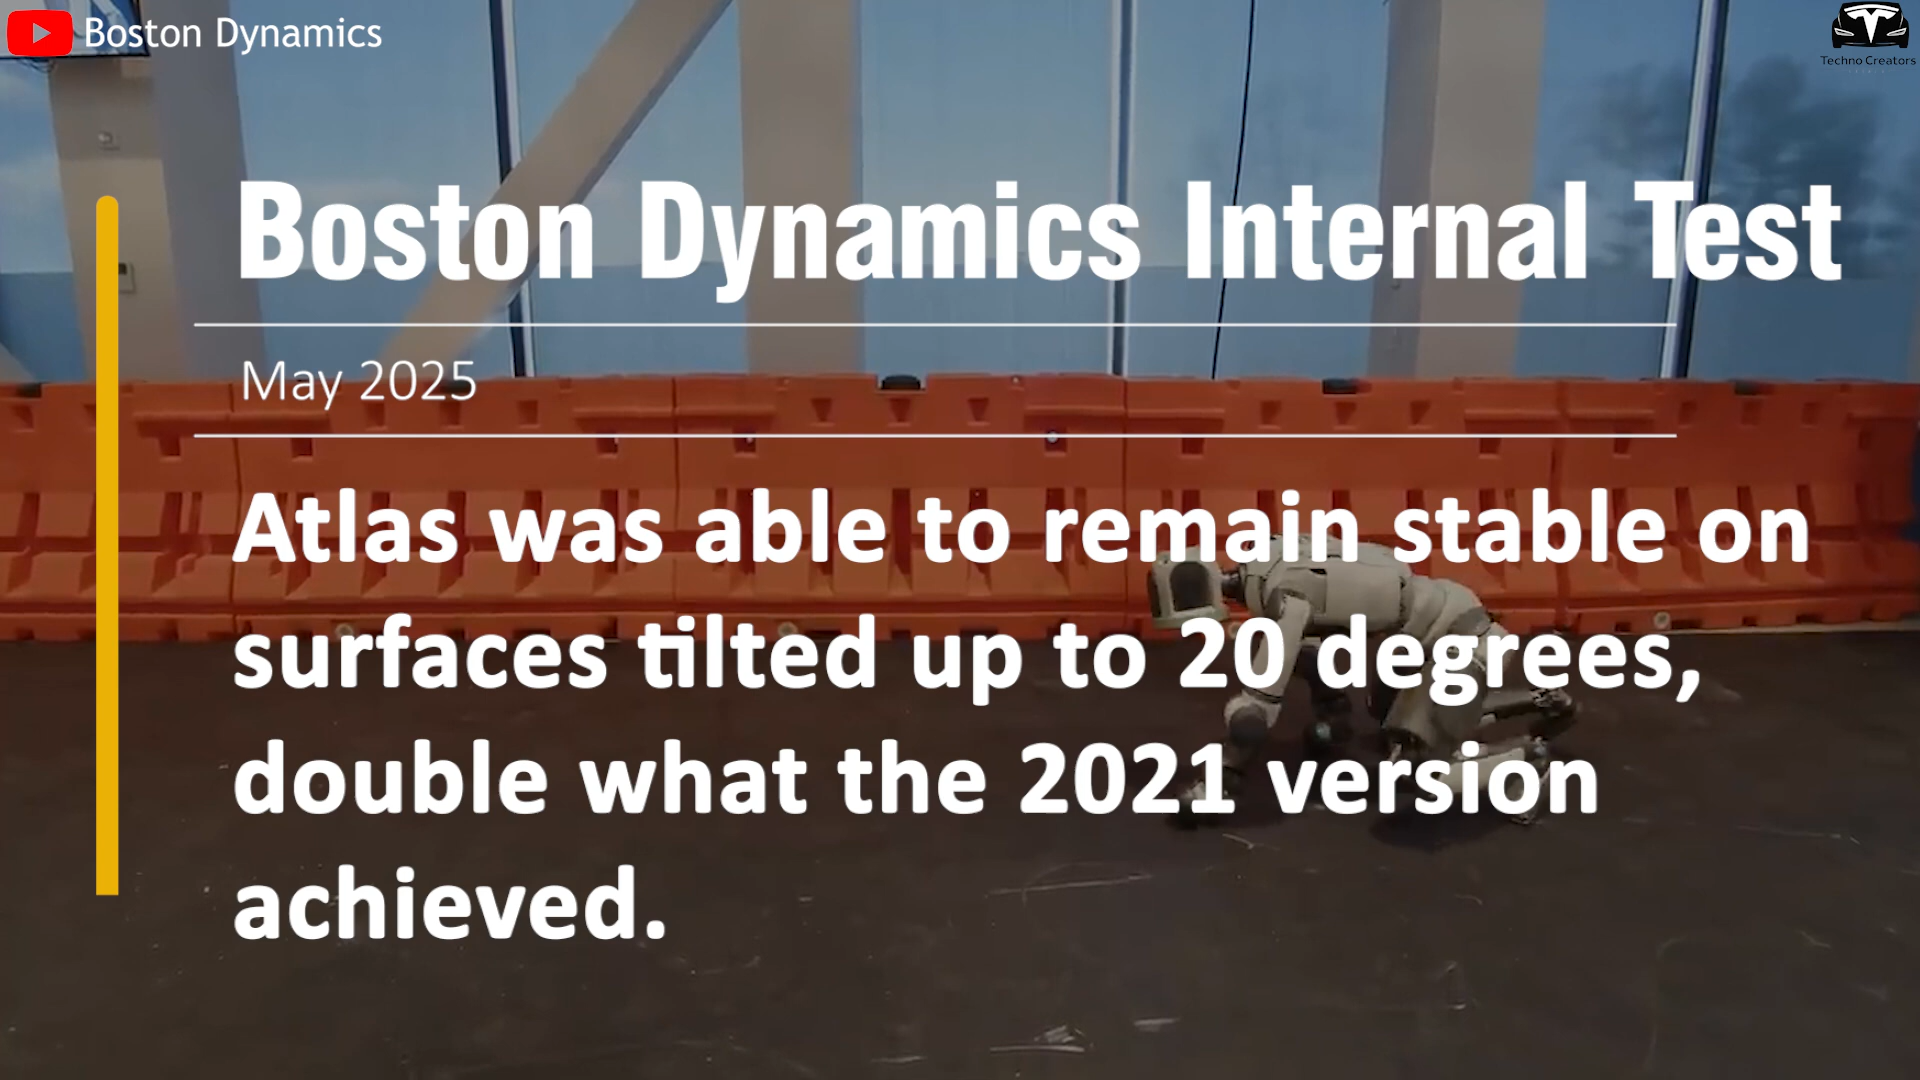 Boston Dynamics
Techno Creators
Boston Dynamics Internal Test
May 2025
Atlas was able to remain stable on
surfaces tilted up to 20 degrees,
double what the 2021 version
achieved.